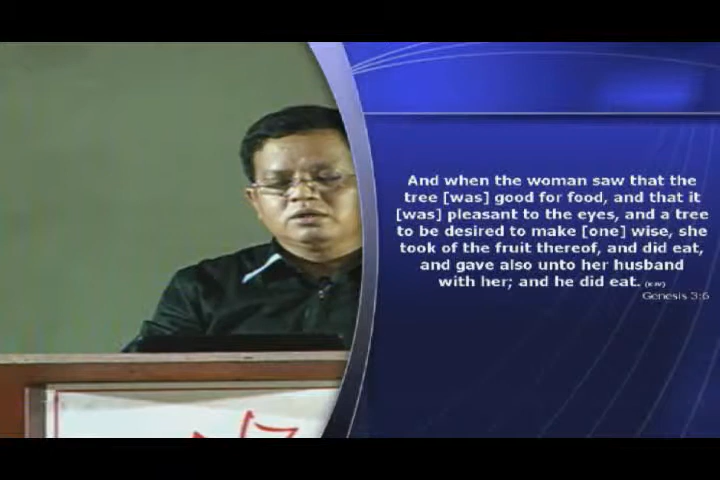 And when the woman saw that the
tree [was] good for food, and that it
[was] pleasant to the eyes, and a tree
to be desired to make [one] wise, she
took of the fruit thereof, and did eat,
and gave also unto her husband
with her; and he did eat. (KJV)
Genesis 3:6